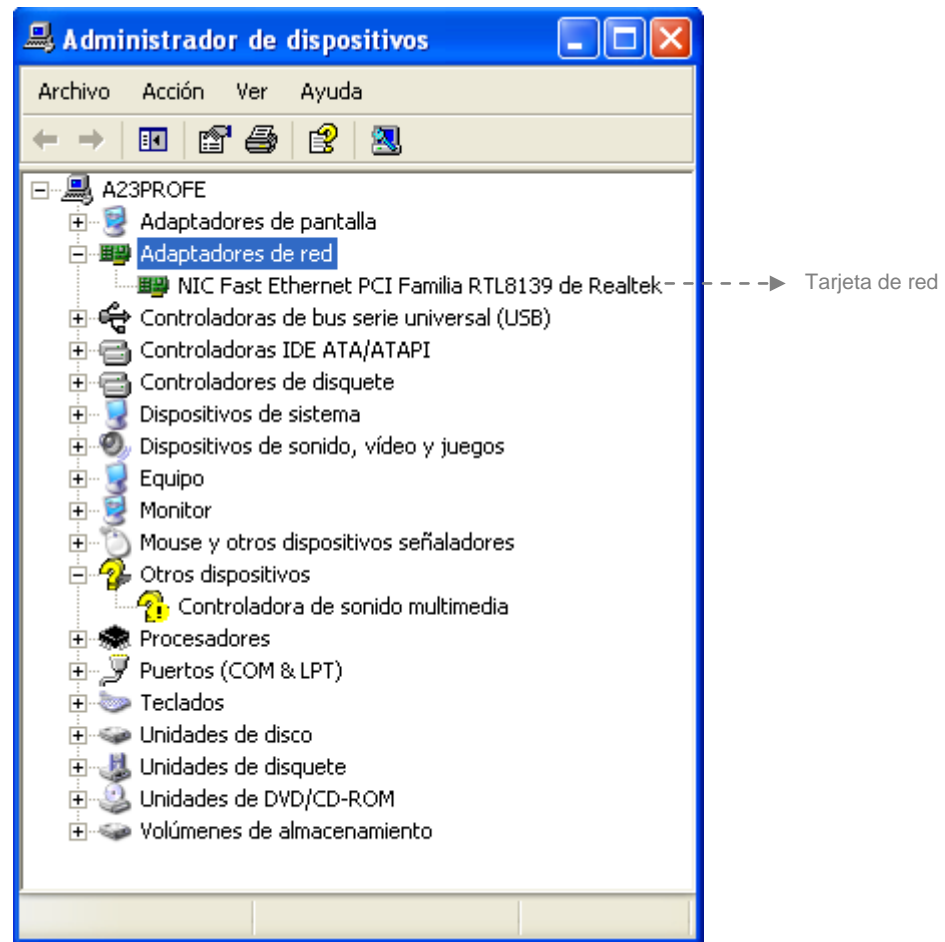 Administrador de dispositivos
Archivo Acción Ver Ayuda
A23PROFE
Adaptadores de pantalla
Adaptadores de red
NIC Fast Ethernet PCI Familia RTL8139 de Realtek
Tarjeta de red
Controladoras de bus serie universal (USB)
Controladoras IDE ATA/ATAPI
Controladores de disquete
Dispositivos de sistema
Dispositivos de sonido, vídeo y juegos
Equipo
Monitor
Mouse y otros dispositivos señaladores
Otros dispositivos
Controladora de sonido multimedia
Procesadores
Puertos (COM & LPT)
Teclados
Unidades de disco
Unidades de disquete
Unidades de DVD/CD-ROM
Volúmenes de almacenamiento